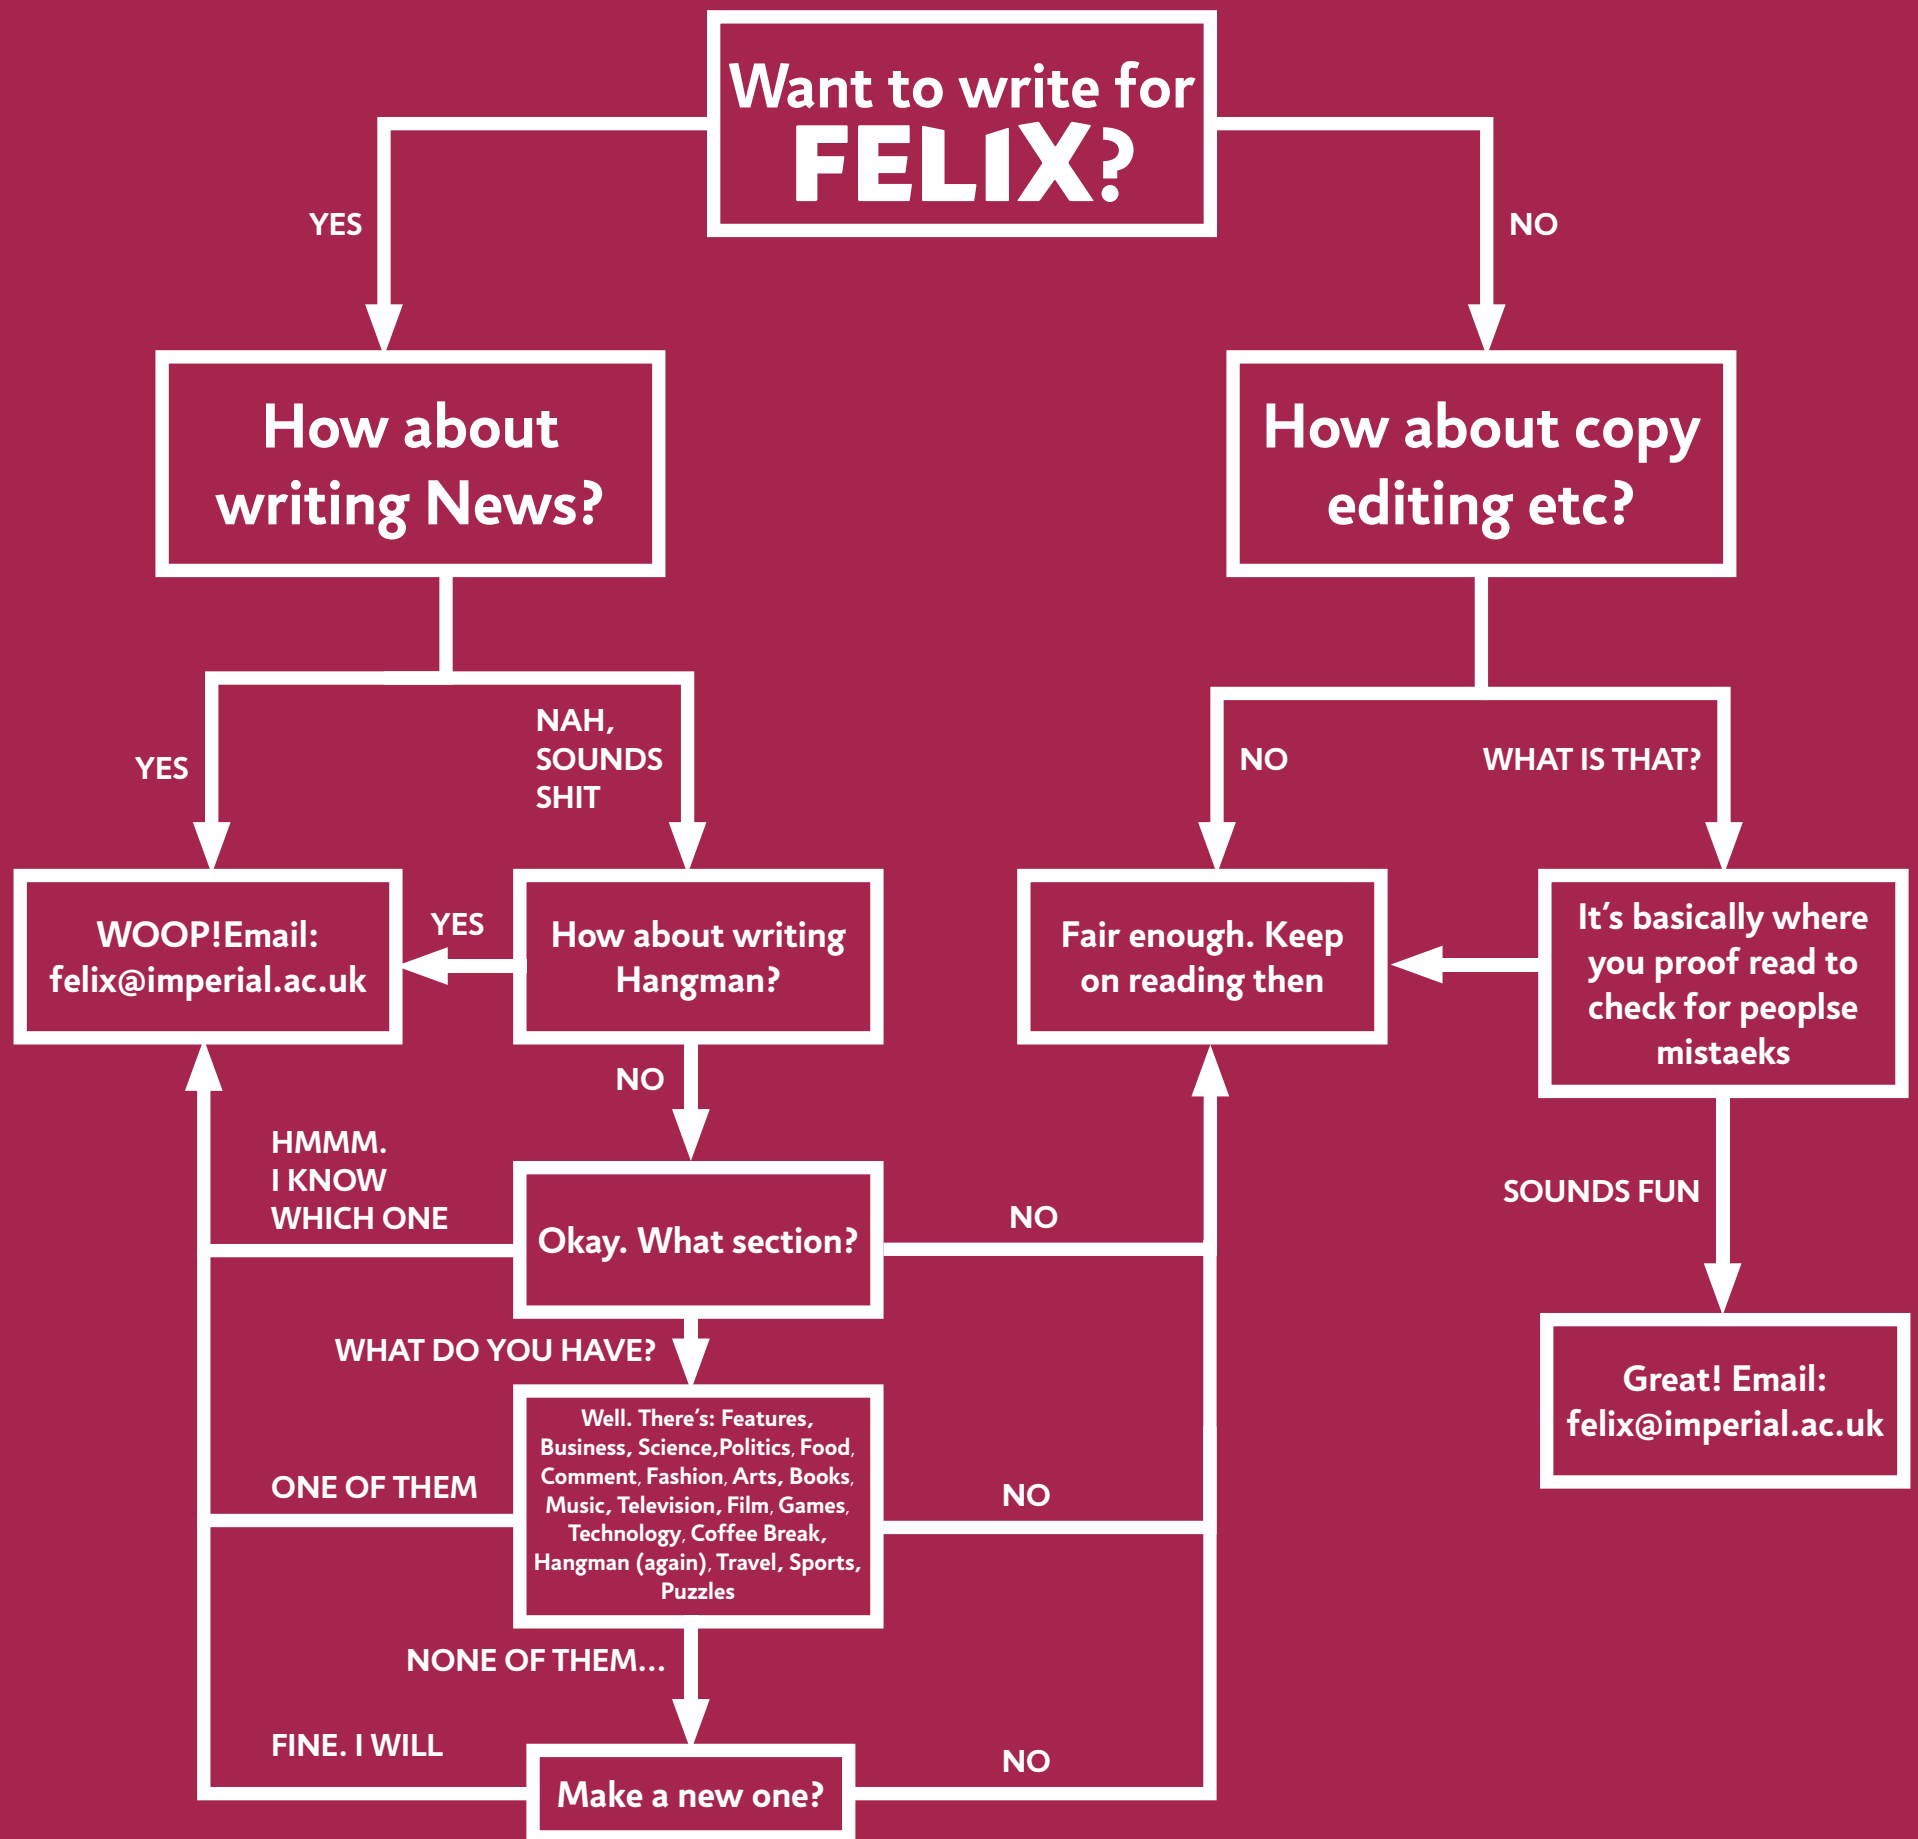 Want to write for
FELIX?
YES
NO
How about
writing News?
How about copy
editing etc?
YES
NAH,
SOUNDS
SHIT
NO
WHAT IS THAT?
WOOP!Email:
felix@imperial.ac.uk
YES
How about writing
Hangman?
Fair enough. Keep
on reading then
It's basically where
you proof read to
check for peoplse
mistaeks
NO
HMMM.
I KNOW
WHICH ONE
Okay. What section?
NO
SOUNDS FUN
WHAT DO YOU HAVE?
Great! Email:
felix@imperial.ac.uk
Well. There's: Features,
Business, Science,Politics, Food,
Comment, Fashion, Arts, Books,
Music, Television, Film, Games,
Technology, Coffee Break,
Hangman (again), Travel, Sports,
Puzzles
ONE OF THEM
NO
NONE OF THEM...
FINE. I WILL
Make a new one?
NO